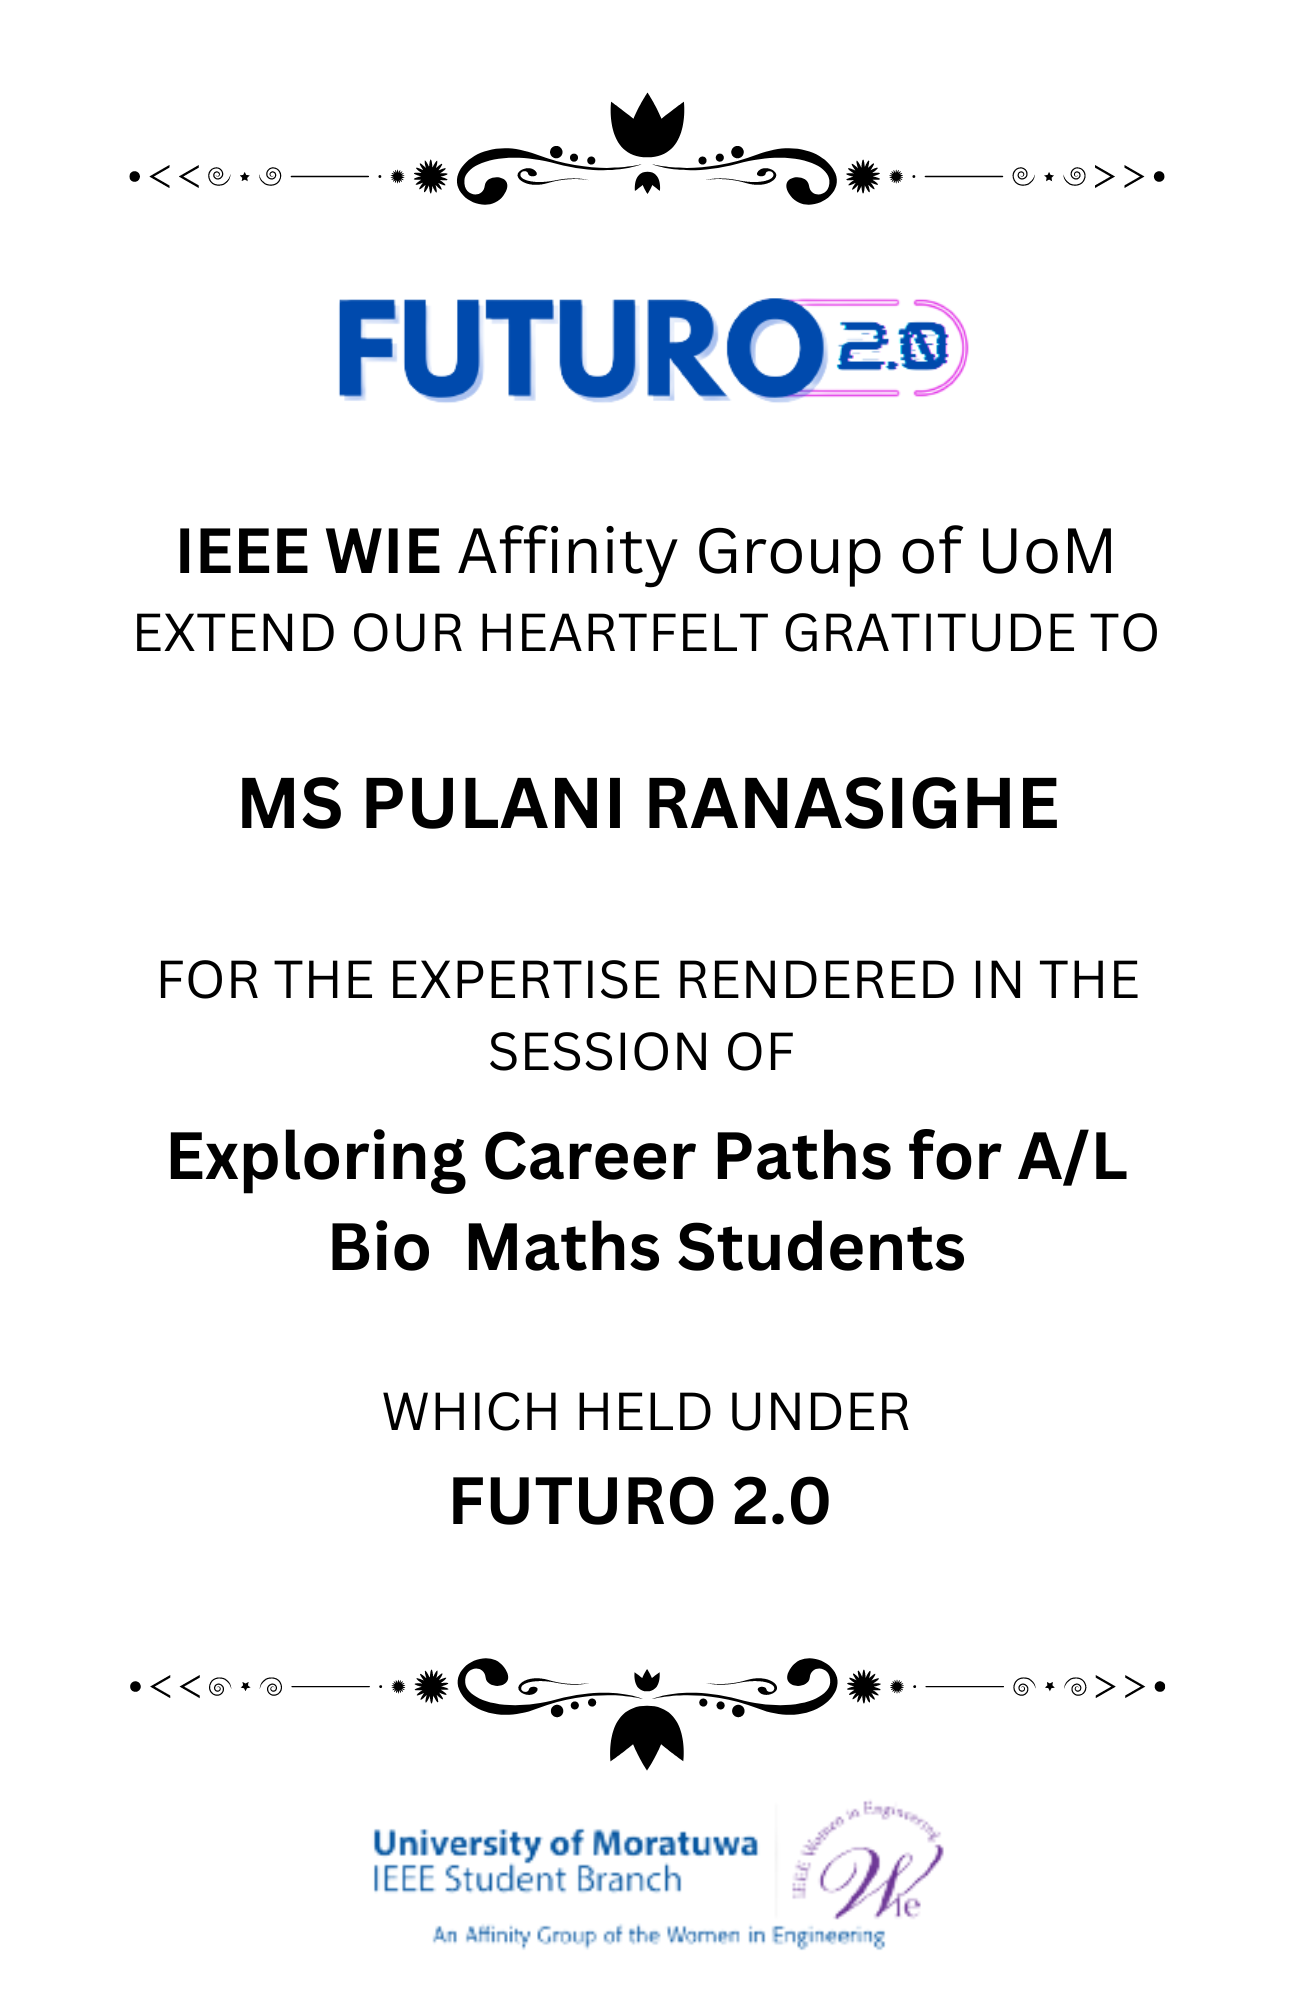 FUTURO 2.0
IEEE WIE Affinity Group of UoM
EXTEND OUR HEARTFELT GRATITUDE TO
MS PULANI RANASIGHE
FOR THE EXPERTISE RENDERED IN THE
SESSION OF
Exploring Career Paths for A/L
Bio  Maths Students
WHICH HELD UNDER
FUTURO 2.0
University of Moratuwa
IEEE Student Branch
IEEE Women in Engineering
Wie
An Affinity Group of the Women in Engineering